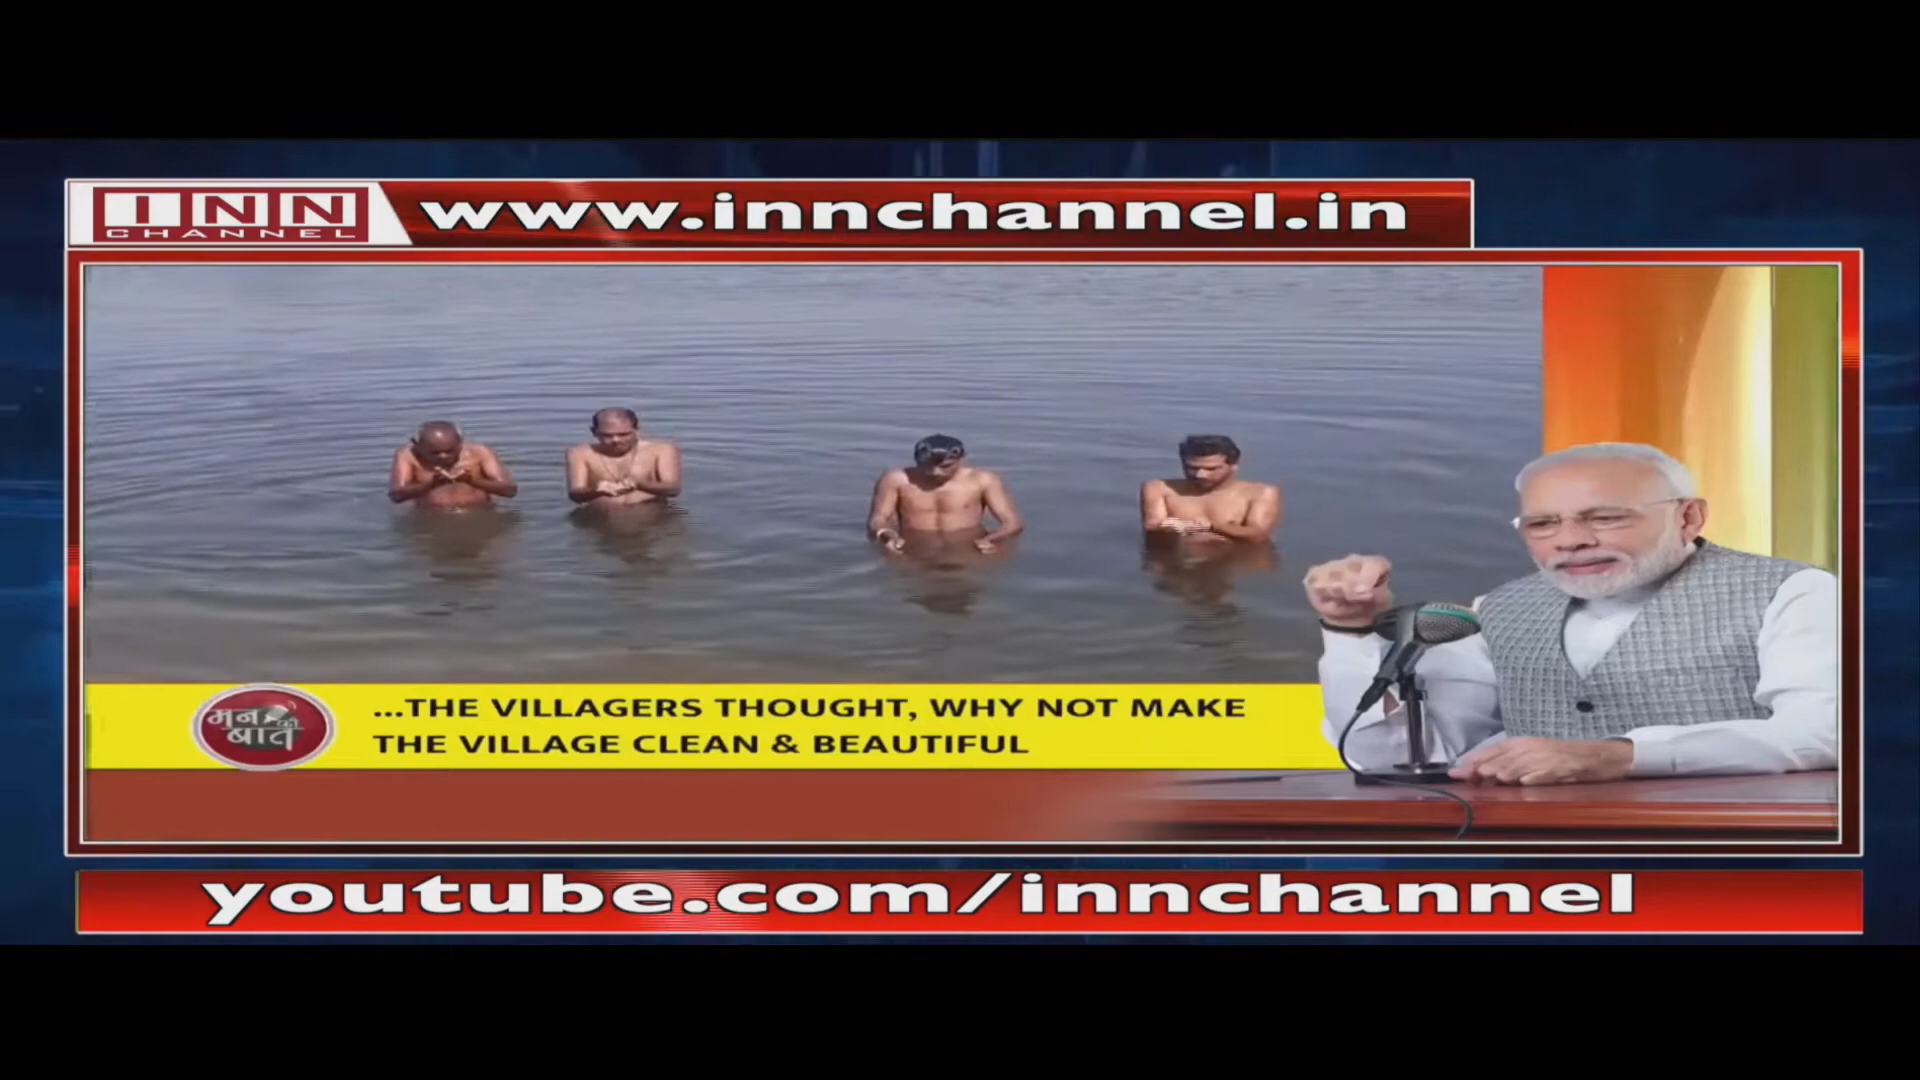 INN
CHANNEL
www.innchannel.in
मन की
बात
...THE VILLAGERS THOUGHT, WHY NOT MAKE
THE VILLAGE CLEAN & BEAUTIFUL
youtube.com/innchannel